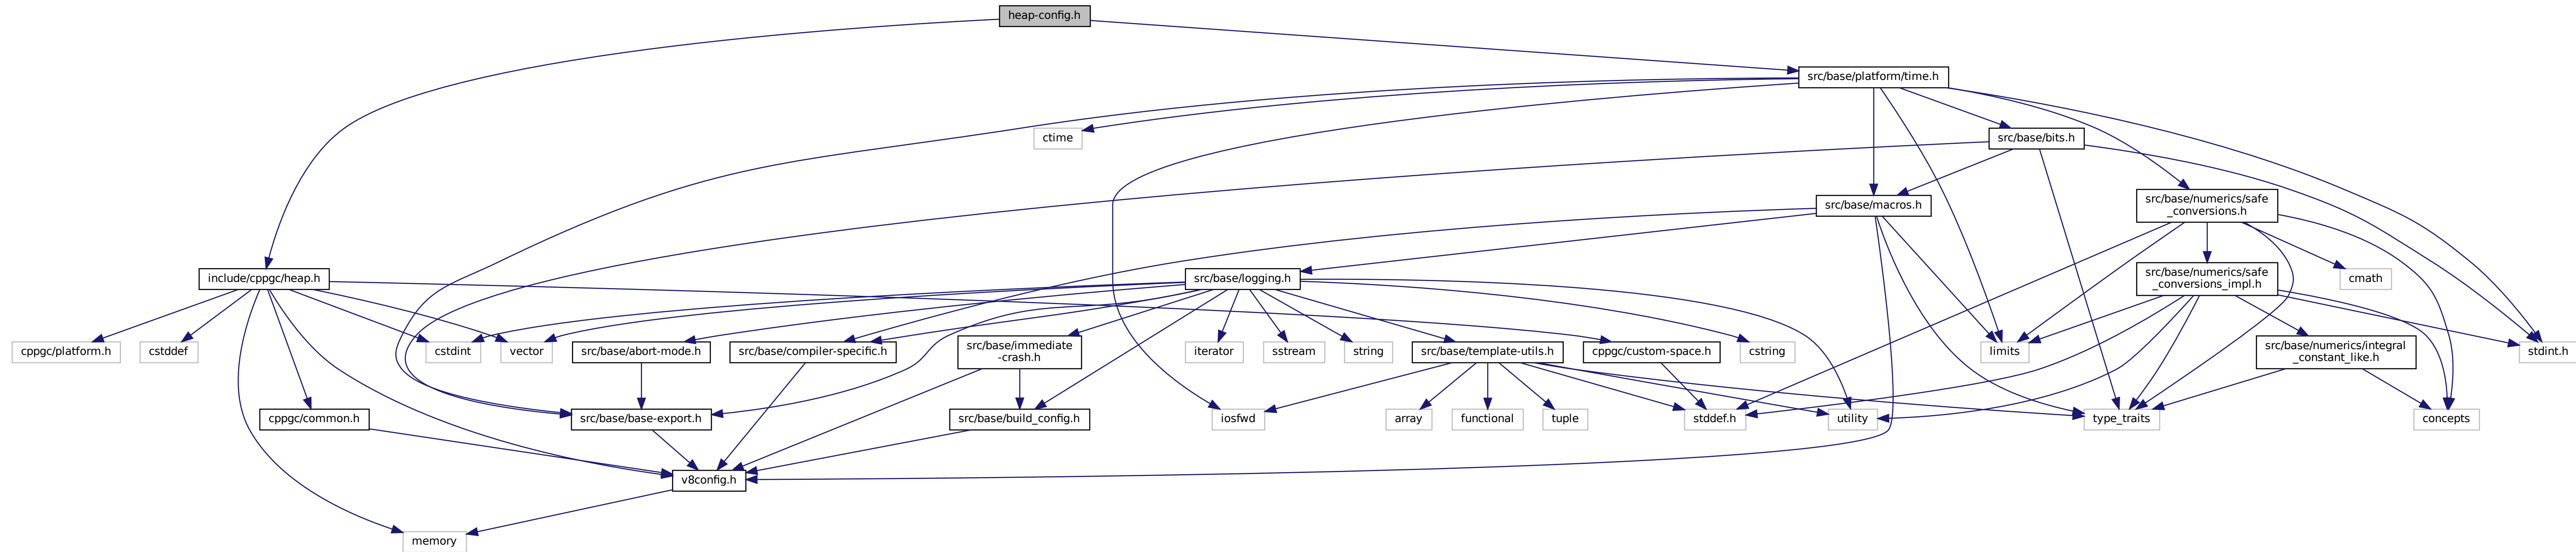 heap-config.h
src/base/platform/time.h
ctime
src/base/bits.h
src/base/macros.h
src/base/numerics/safe
_conversions.h
include/cppgc/heap.h
src/base/logging.h
src/base/numerics/safe
_conversions_impl.h
cmath
cppgc/platform.h
cstddef
cstdint
vector
src/base/abort-mode.h
src/base/compiler-specific.h
src/base/immediate
-crash.h
iterator
sstream
string
src/base/template-utils.h
cppgc/custom-space.h
cstring
limits
src/base/numerics/integral
_constant_like.h
stdint.h
cppgc/common.h
src/base/base-export.h
src/base/build_config.h
iosfwd
array
functional
tuple
stddef.h
utility
type_traits
concepts
v8config.h
memory